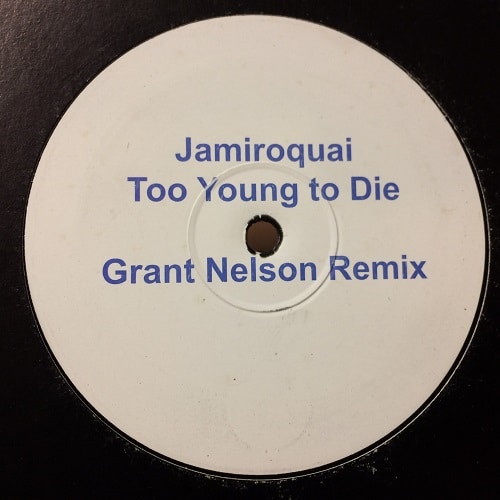 Jamiroquai
Too Young to Die
Grant Nelson Remix